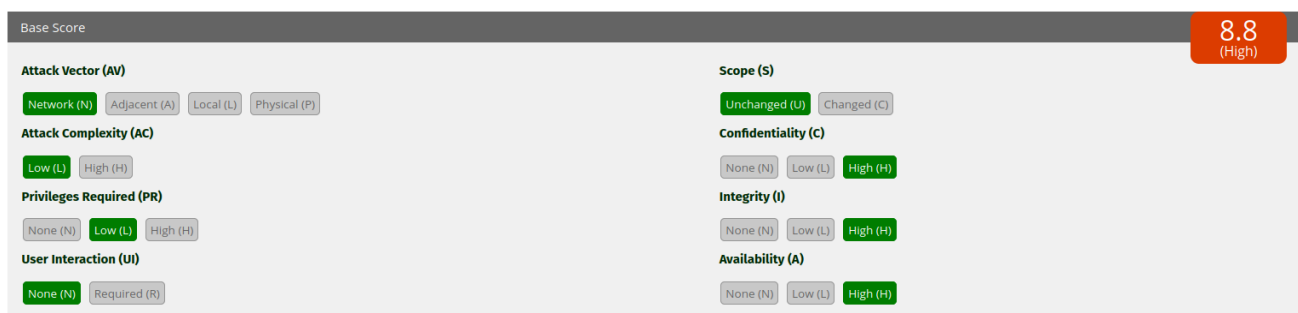 Base Score
8.8
(High)
Attack Vector (AV)
Network (N) Adjacent (A) Local (L) Physical (P)
Attack Complexity (AC)
Low (L) High (H)
Privileges Required (PR)
None (N) Low (L) High (H)
User Interaction (UI)
None (N) Required (R)
Scope (S)
Unchanged (U) Changed (C)
Confidentiality (C)
None (N) Low (L) High (H)
Integrity (I)
None (N) Low (L) High (H)
Availability (A)
None (N) Low (L) High (H)